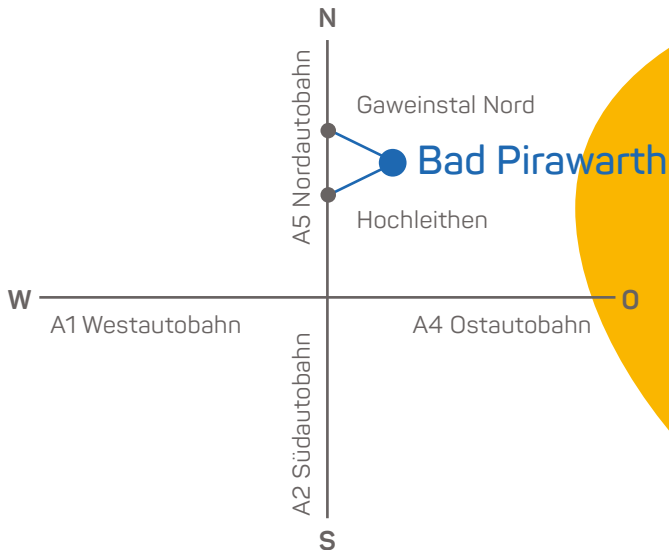 N
A5 Nordautobahn
Gaweinstal Nord
Bad Pirawarth
Hochleithen
W
O
A1 Westautobahn
A4 Ostautobahn
A2 Südautobahn
S